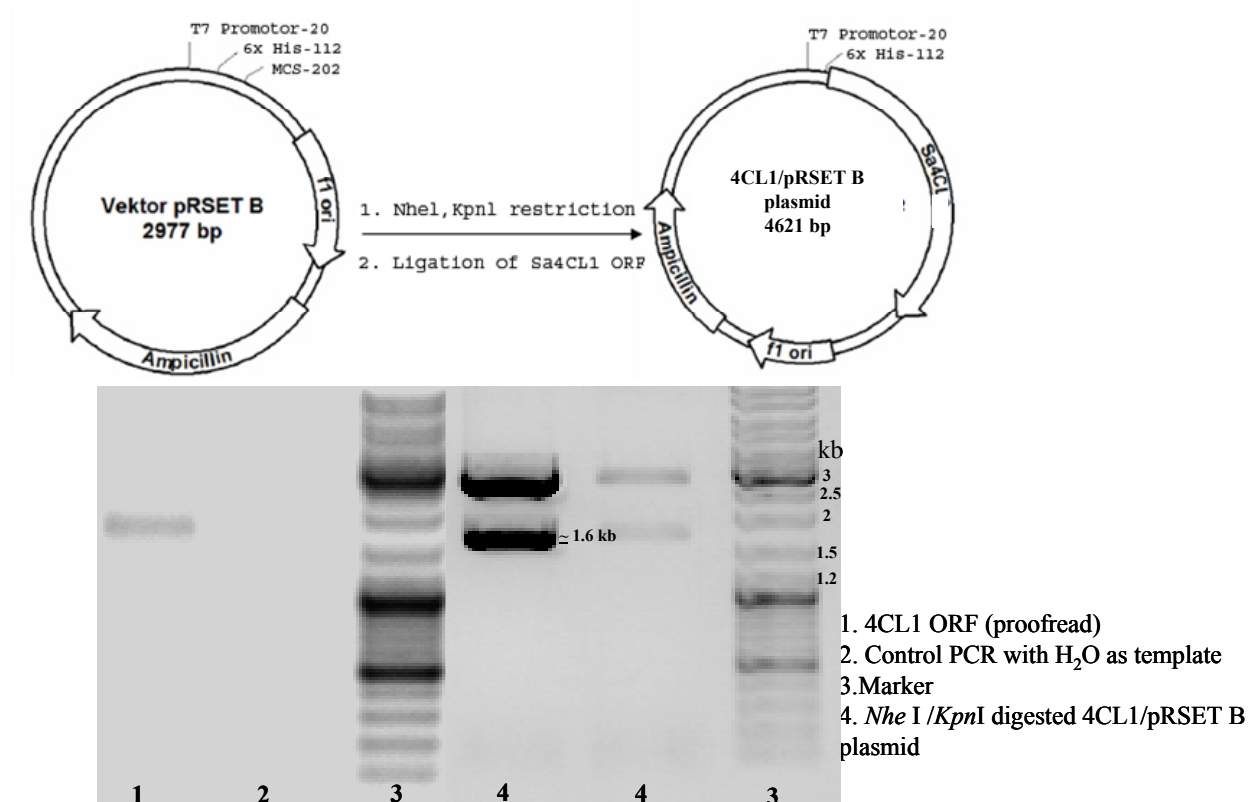 T7 Promotor-20
6x His-112
MCS-202
f1 ori
Vektor pRSET B
2977 bp
Ampicillin
1. Nhel,Kpnl restriction
2. Ligation of Sa4CL1 ORF
T7 Promotor-20
6x His-112
Sa4Cl
4CL1/pRSET B
plasmid
4621 bp
Ampicillin
f1 ori
kb
3
2.5
2
≃ 1.6 kb
1.5
1.2
1. 4CL1 ORF (proofread)
2. Control PCR with H₂O as template
3.Marker
4. Nhe I /KpnI digested 4CL1/pRSET B
plasmid
1 2 3 4 4 3